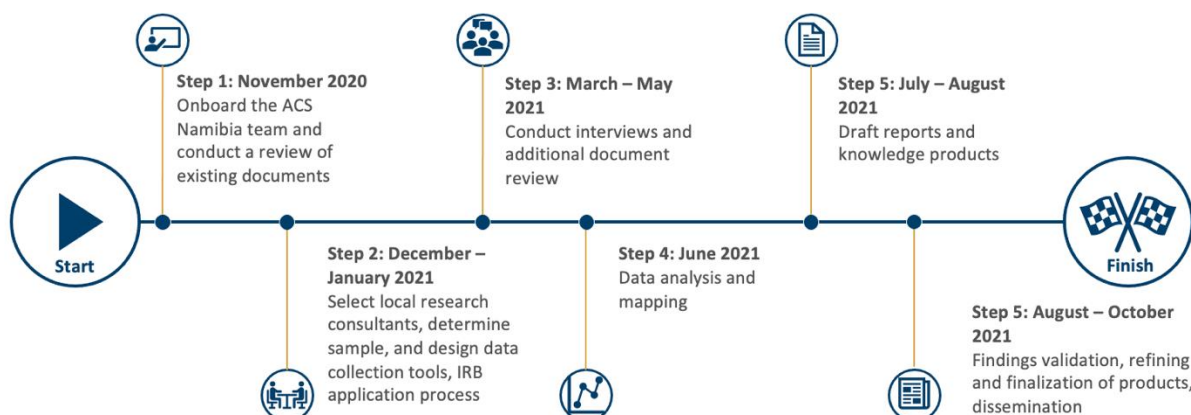 Start
Step 1: November 2020
Onboard the ACS
Namibia team and
conduct a review of
existing documents
Step 2: December –
January 2021
Select local research
consultants, determine
sample, and design data
collection tools, IRB
application process
Step 3: March – May
2021
Conduct interviews and
additional document
review
Step 4: June 2021
Data analysis and
mapping
Step 5: July – August
2021
Draft reports and
knowledge products
Step 5: August – October
2021
Findings validation, refining
and finalization of products,
dissemination
Finish